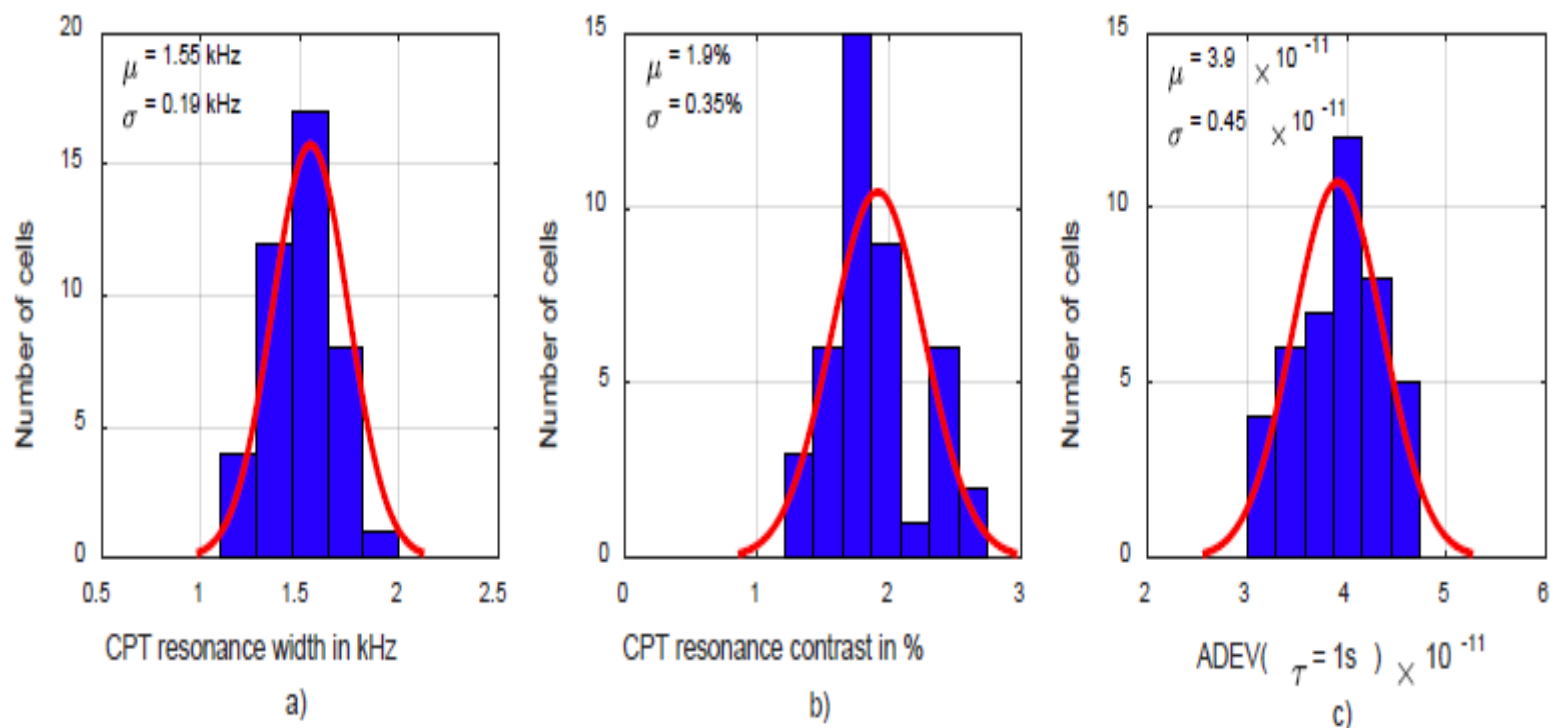 μ = 1.55 kHz
σ = 0.19 kHz
20
15
10
5
0
0.5 1 1.5 2 2.5
Number of cells
CPT resonance width in kHz
a)
μ = 1.9%
σ = 0.35%
15
10
5
0
0 1 2 3
Number of cells
CPT resonance contrast in %
b)
μ = 3.9 × 10 -11
σ = 0.45 × 10 -11
15
10
5
0
2 3 4 5 6
Number of cells
ADEV( τ = 1s ) × 10 -11
c)